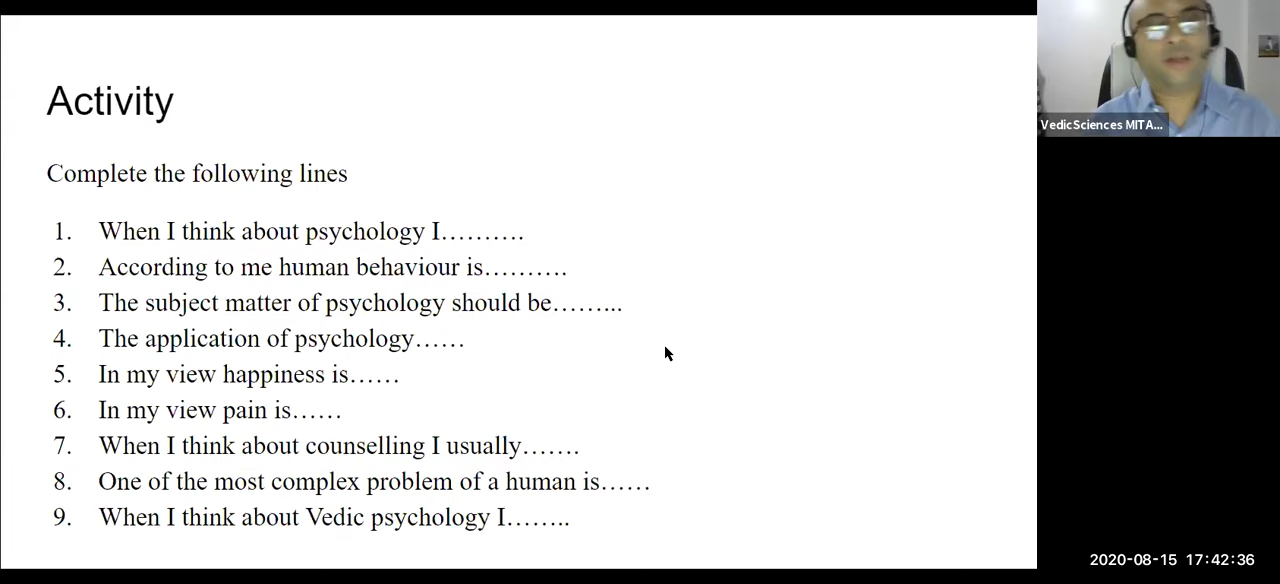 Activity
Complete the following lines
1. When I think about psychology I……….
2. According to me human behaviour is……….
3. The subject matter of psychology should be……...
4. The application of psychology……
5. In my view happiness is……
6. In my view pain is……
7. When I think about counselling I usually…….
8. One of the most complex problem of a human is……
9. When I think about Vedic psychology I……..
VedicSciences MITA...
2020-08-15 17:42:36